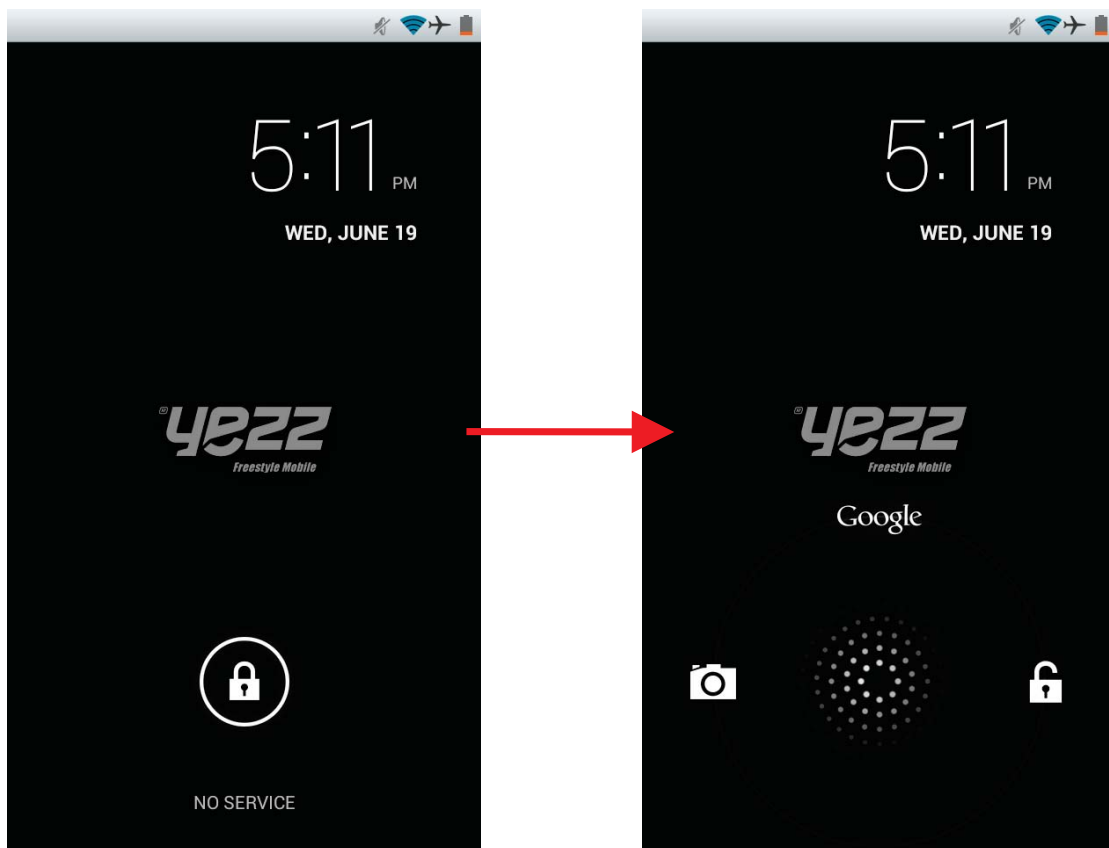 5:11 PM
WED, JUNE 19
yezz
Freestyle Mobile
NO SERVICE
5:11 PM
WED, JUNE 19
yezz
Freestyle Mobile
Google